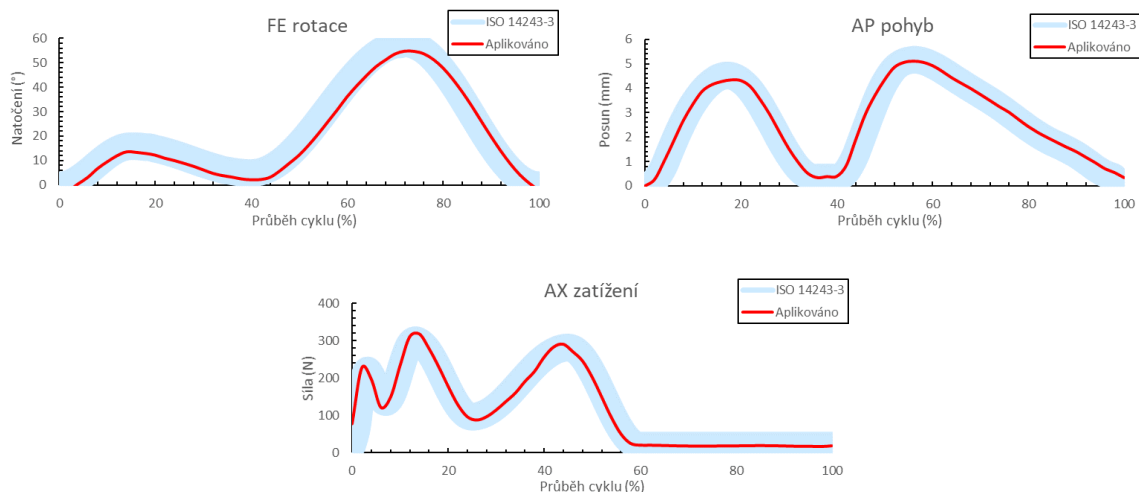 FE rotace
ISO 14243-3
Aplikováno
Natočení (°)
60
50
40
30
20
10
0
0 20 40 60 80 100
Průběh cyklu (%)
AP pohyb
ISO 14243-3
Aplikováno
Posun (mm)
6
5
4
3
2
1
0
0 20 40 60 80 100
Průběh cyklu (%)
AX zatížení
ISO 14243-3
Aplikováno
Síla (N)
400
300
200
100
0
0 20 40 60 80 100
Průběh cyklu (%)